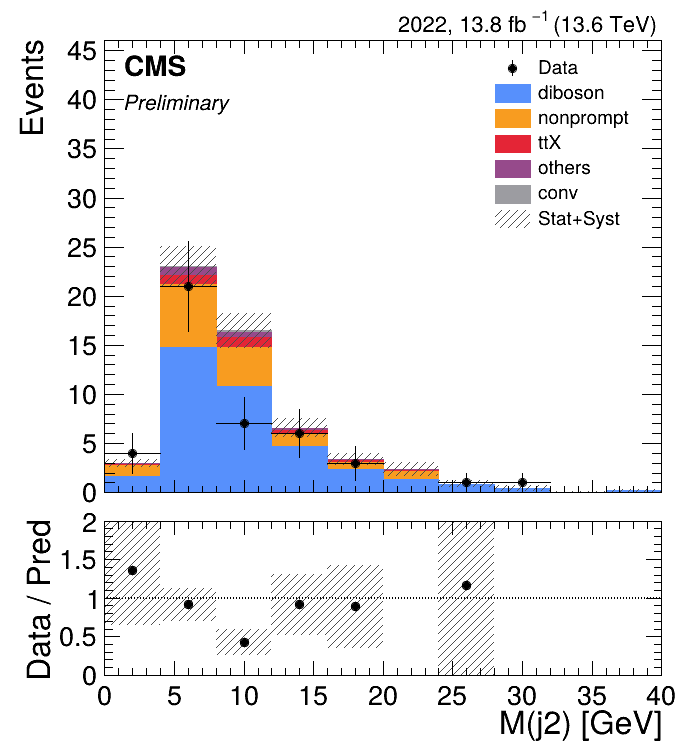 2022, 13.8 fb⁻¹ (13.6 TeV)
CMS
Preliminary
Events
45
40
35
30
25
20
15
10
5
0
Data
diboson
nonprompt
ttX
others
conv
Stat+Syst
Data / Pred
2
1.5
1
0.5
0
0 5 10 15 20 25 30 35 40
M(j2) [GeV]